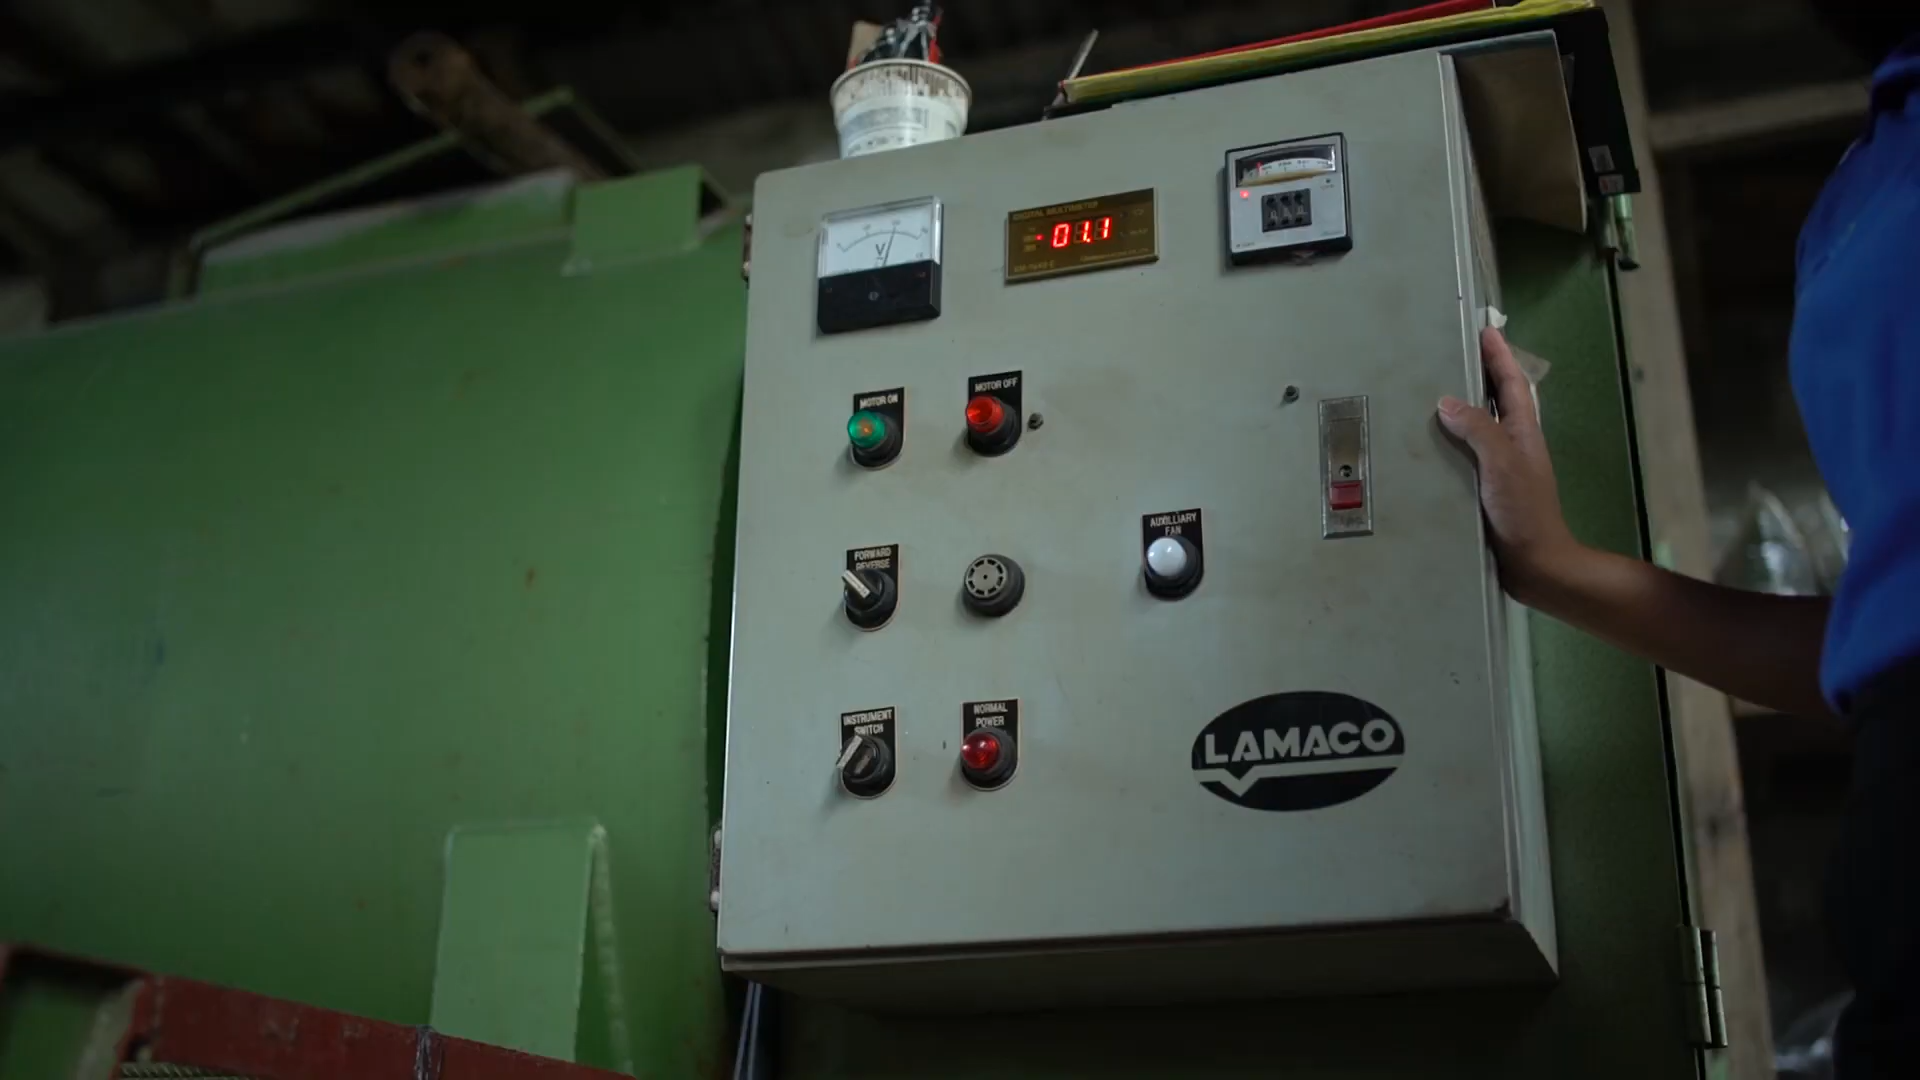 V
DIGITAL MULTIMETER
01.1
MOTOR ON
MOTOR OFF
AUXILLIARY
FAN
FORWARD
REVERSE
INSTRUMENT
SWITCH
NORMAL
POWER
LAMACO